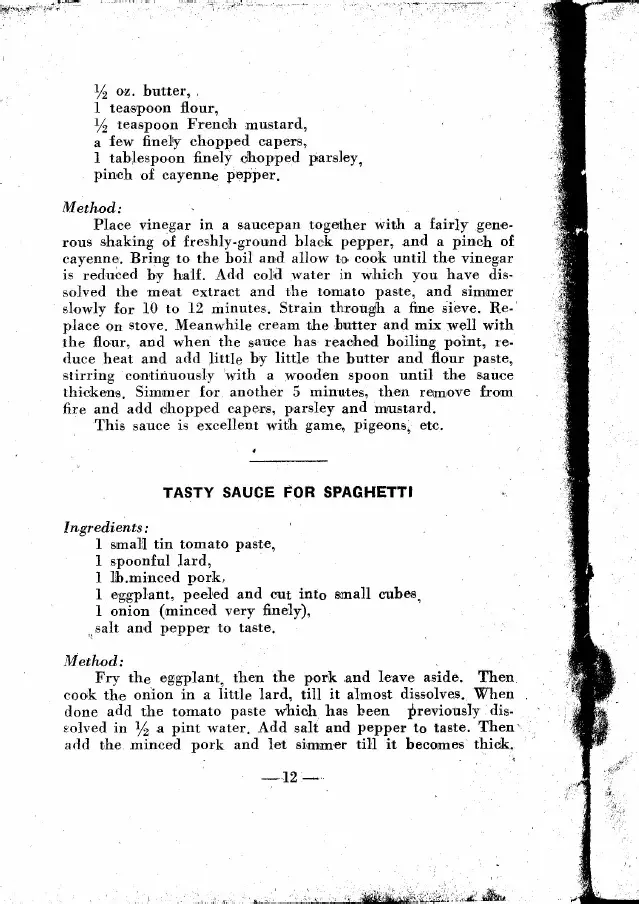 ½ oz. butter,
1 teaspoon flour,
½ teaspoon French mustard,
a few finely chopped capers,
1 tablespoon finely chopped parsley,
pinch of cayenne pepper.
Method:
Place vinegar in a saucepan together with a fairly gene-
rous shaking of freshly-ground black pepper, and a pinch of
cayenne. Bring to the boil and allow to cook until the vinegar
is reduced by half. Add cold water in which you have dis-
solved the meat extract and the tomato paste, and simmer
slowly for 10 to 12 minutes. Strain through a fine sieve. Re-
place on stove. Meanwhile cream the butter and mix well with
the flour, and when the sauce has reached boiling point, re-
duce heat and add little by little the butter and flour paste,
stirring continuously with a wooden spoon until the sauce
thickens. Simmer for another 5 minutes, then remove from
fire and add chopped capers, parsley and mustard.
This sauce is excellent with game, pigeons, etc.
TASTY SAUCE FOR SPAGHETTI
Ingredients:
1 small tin tomato paste,
1 spoonful lard,
1 lb.minced pork,
1 eggplant, peeled and cut into small cubes,
1 onion (minced very finely),
salt and pepper to taste.
Method:
Fry the eggplant, then the pork and leave aside. Then
cook the onion in a little lard, till it almost dissolves. When
done add the tomato paste which has been previously dis-
solved in ½ a pint water. Add salt and pepper to taste. Then
add the minced pork and let simmer till it becomes thick.
—12—